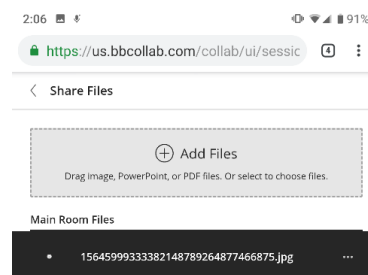 2:06 91%
https://us.bbcollab.com/collab/ui/sessic 4
Share Files
Add Files
Drag image, PowerPoint, or PDF files. Or select to choose files.
Main Room Files
15645999333382148789264877466875.jpg